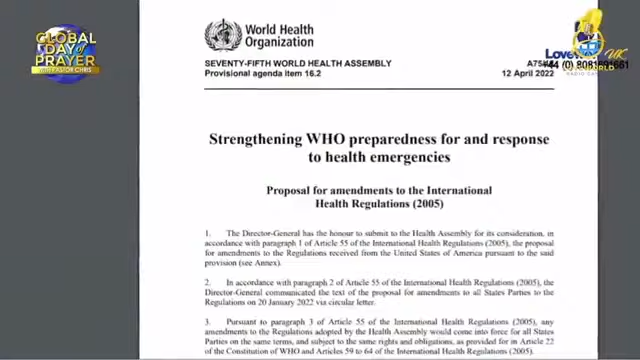 GLOBAL
DAY of
PRAYER
WITH PASTOR CHRIS
World Health
Organization
UK
+44 (0) 8081691661
SEVENTY-FIFTH WORLD HEALTH ASSEMBLY
Provisional agenda item 16.2
12 April 2022
Strengthening WHO preparedness for and response
to health emergencies
Proposal for amendments to the International
Health Regulations (2005)
1. The Director-General has the honour to submit to the Health Assembly for its consideration, in
accordance with paragraph 1 of Article 55 of the International Health Regulations (2005), the proposal
for amendments to the Regulations received from the United States of America pursuant to the said
provision (see Annex).
2. In accordance with paragraph 2 of Article 55 of the International Health Regulations (2005), the
Director-General communicated the text of the proposal for amendments to all States Parties to the
Regulations on 20 January 2022 via circular letter.
3. Pursuant to paragraph 3 of Article 55 of the International Health Regulations (2005), any
amendments to the Regulations adopted by the Health Assembly would come into force for all States
Parties on the same terms, and subject to the same rights and obligations, as provided for in Article 22
of the Constitution of WHO and Articles 59 to 64 of the International Health Regulations (2005).